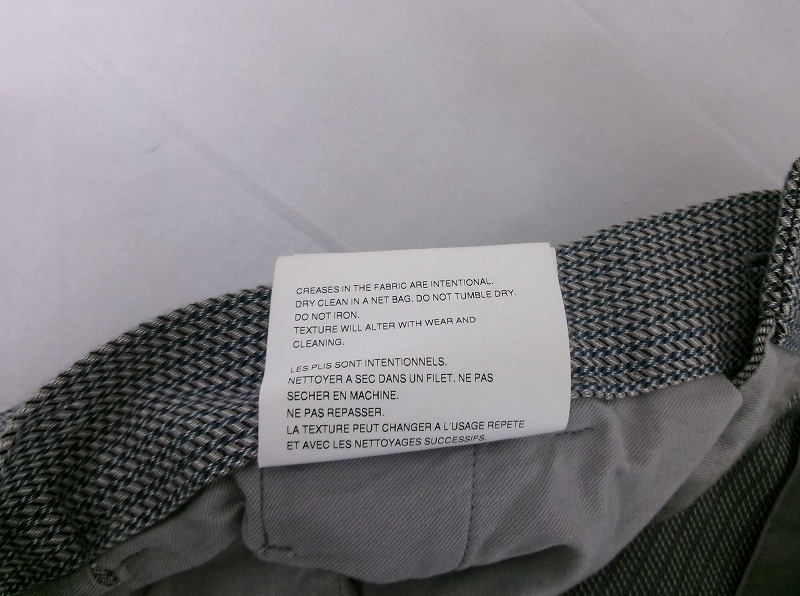 CREASES IN THE FABRIC ARE INTENTIONAL.
DRY CLEAN IN A NET BAG. DO NOT TUMBLE DRY.
DO NOT IRON.
TEXTURE WILL ALTER WITH WEAR AND
CLEANING.
LES PLIS SONT INTENTIONNELS.
NETTOYER A SEC DANS UN FILET. NE PAS
SECHER EN MACHINE.
NE PAS REPASSER.
LA TEXTURE PEUT CHANGER A L'USAGE REPETE
ET AVEC LES NETTOYAGES SUCCESSIFS.